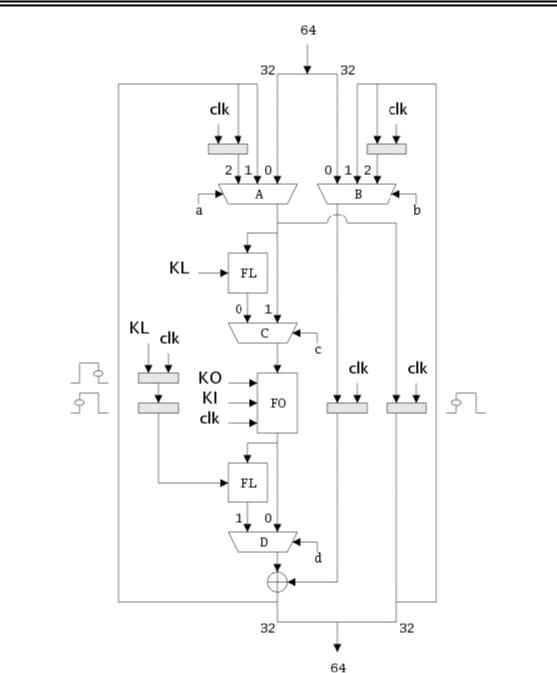 64
32 32
clk clk
2 1 0 0 1 2
A B
a b
KL FL
0 1
KL clk C
c
clk clk
KO
KI FO
clk
FL
1 0
D
d
32 32
64